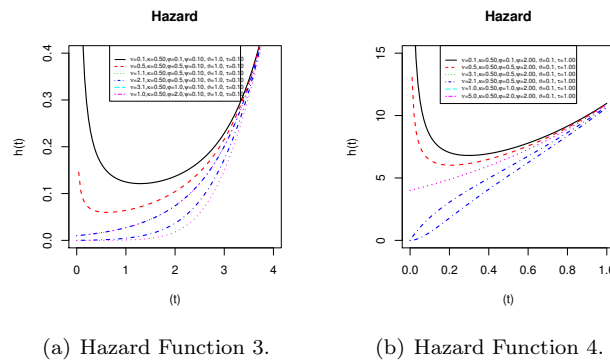 Hazard
ν=0.1,κ=0.50,φ=0.1,ψ=0.10, ϑ=1.0, τ=0.10
ν=0.5,κ=0.50,φ=0.5,ψ=0.10, ϑ=1.0, τ=0.10
ν=1.1,κ=0.50,φ=0.5,ψ=0.10, ϑ=1.0, τ=0.10
ν=2.1,κ=0.50,φ=0.5,ψ=0.10, ϑ=1.0, τ=0.10
ν=3.1,κ=0.50,φ=1.0,ψ=0.10, ϑ=1.0, τ=0.10
ν=1.0,κ=0.50,φ=2.0,ψ=0.10, ϑ=1.0, τ=0.10
h(t)
0.4
0.3
0.2
0.1
0.0
0 1 2 3 4
(t)
(a) Hazard Function 3.
Hazard
ν=0.1,κ=0.50,φ=0.1,ψ=2.00, ϑ=0.1, τ=1.00
ν=0.5,κ=0.50,φ=0.5,ψ=2.00, ϑ=0.1, τ=1.00
ν=3.1,κ=0.50,φ=0.5,ψ=2.00, ϑ=0.1, τ=1.00
ν=2.1,κ=0.50,φ=0.5,ψ=2.00, ϑ=0.1, τ=1.00
ν=1.0,κ=0.50,φ=1.0,ψ=2.00, ϑ=0.1, τ=1.00
ν=5.0,κ=0.50,φ=2.0,ψ=2.00, ϑ=0.1, τ=1.00
h(t)
15
10
5
0
0.0 0.2 0.4 0.6 0.8 1.0
(t)
(b) Hazard Function 4.